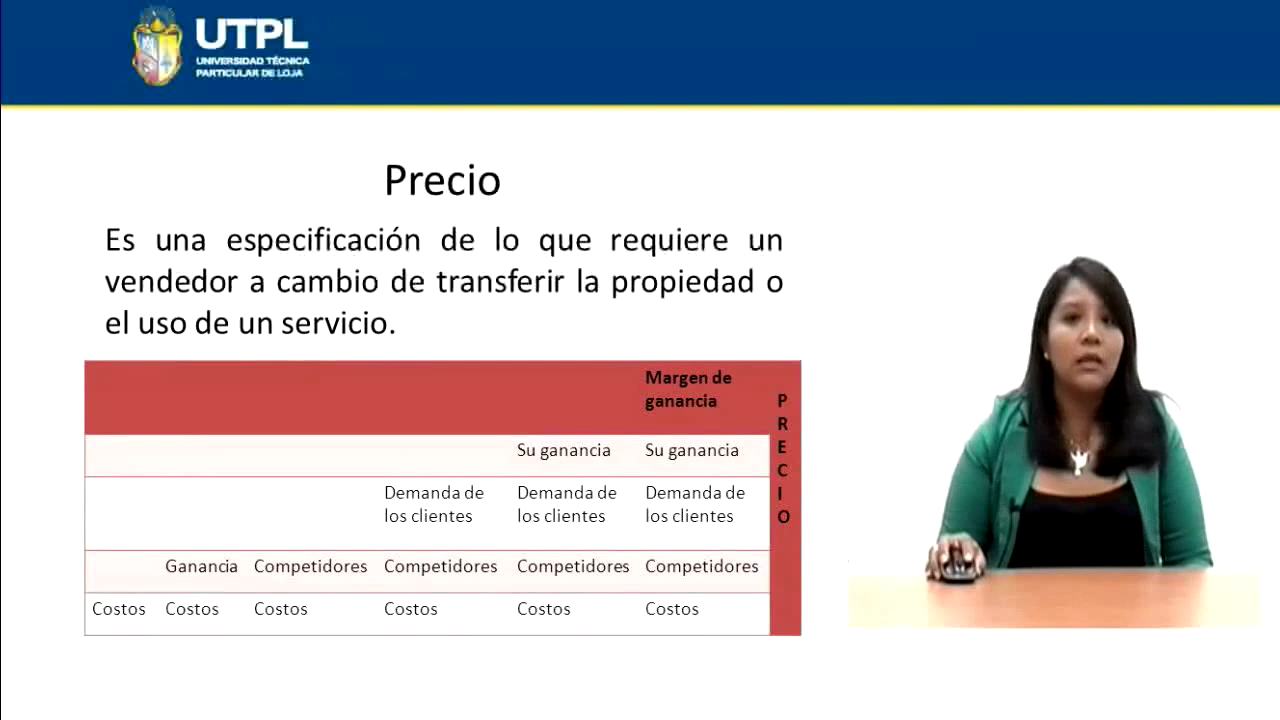 UTPL
UNIVERSIDAD TÉCNICA
PARTICULAR DE LOJA
Precio
Es una especificación de lo que requiere un
vendedor a cambio de transferir la propiedad o
el uso de un servicio.
Margen de
ganancia
Su ganancia Su ganancia
Demanda de Demanda de Demanda de
los clientes los clientes los clientes
Ganancia Competidores Competidores Competidores Competidores
Costos Costos Costos Costos Costos Costos
P
R
E
C
I
O